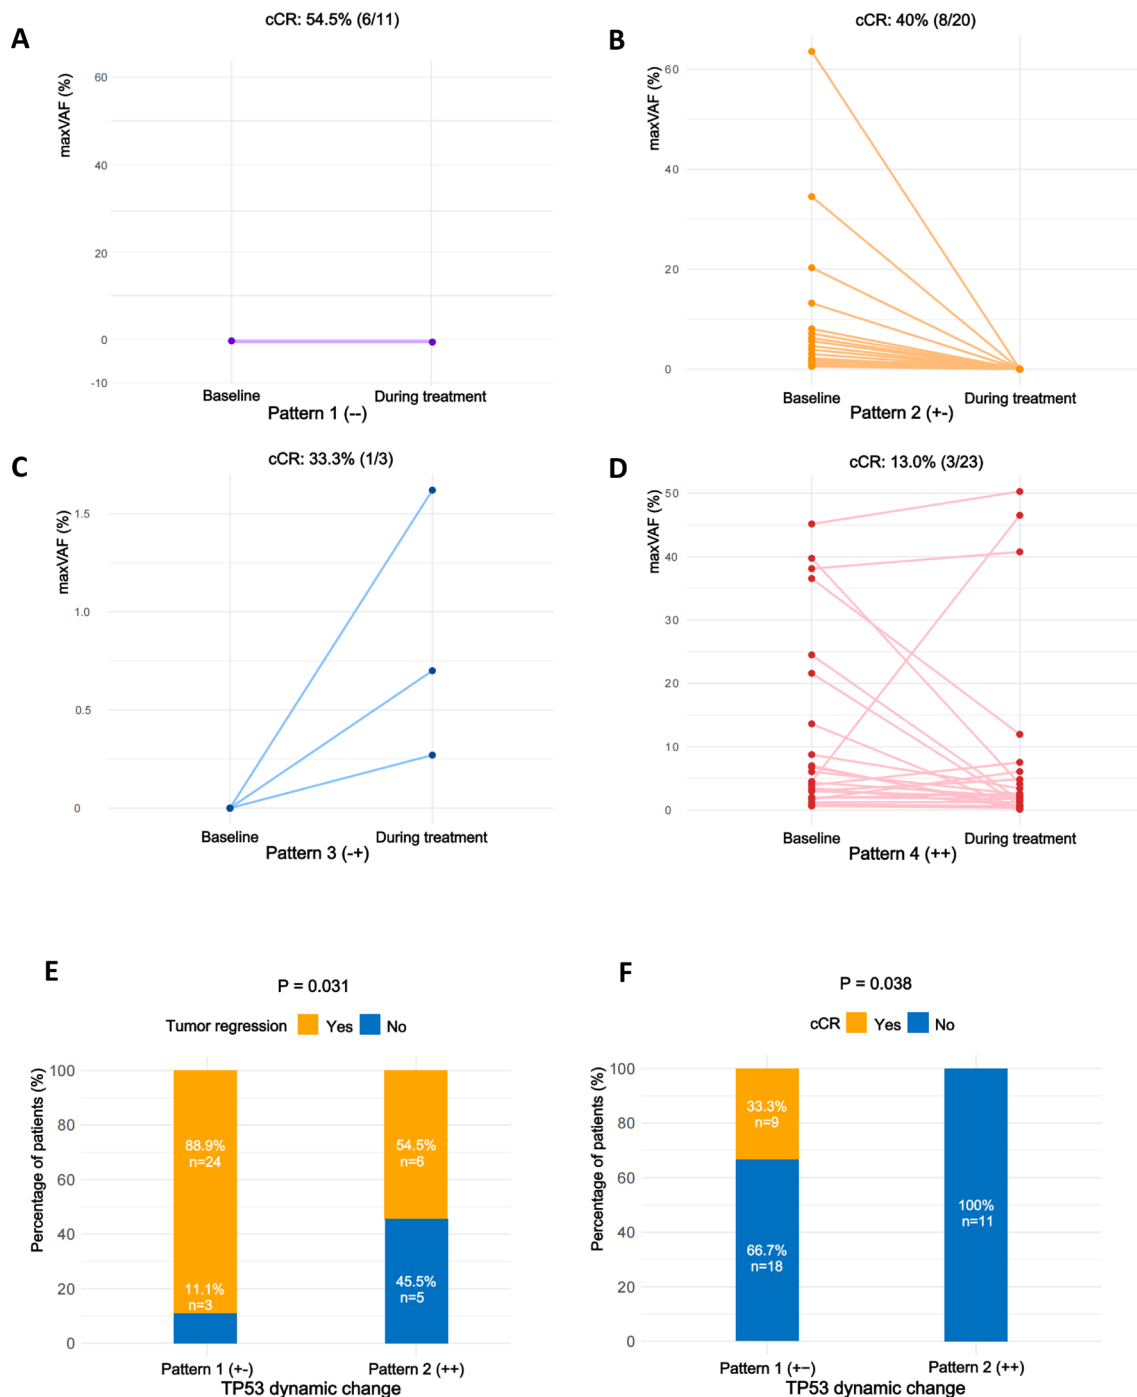 A
cCR: 54.5% (6/11)
maxVAF (%)
60
40
20
0
-10
Baseline
During treatment
Pattern 1 (--)
B
cCR: 40% (8/20)
maxVAF (%)
60
40
20
0
Baseline
During treatment
Pattern 2 (+-)
C
cCR: 33.3% (1/3)
maxVAF (%)
1.5
1.0
0.5
0
Baseline
During treatment
Pattern 3 (-+)
D
cCR: 13.0% (3/23)
maxVAF (%)
50
40
30
20
10
0
Baseline
During treatment
Pattern 4 (++)
E
P = 0.031
Tumor regression Yes No
Percentage of patients (%)
100
80
60
40
20
0
88.9%
n=24
11.1%
n=3
54.5%
n=6
45.5%
n=5
Pattern 1 (+-)
Pattern 2 (++)
TP53 dynamic change
F
P = 0.038
cCR Yes No
Percentage of patients (%)
100
80
60
40
20
0
33.3%
n=9
66.7%
n=18
100%
n=11
Pattern 1 (+−)
Pattern 2 (++)
TP53 dynamic change